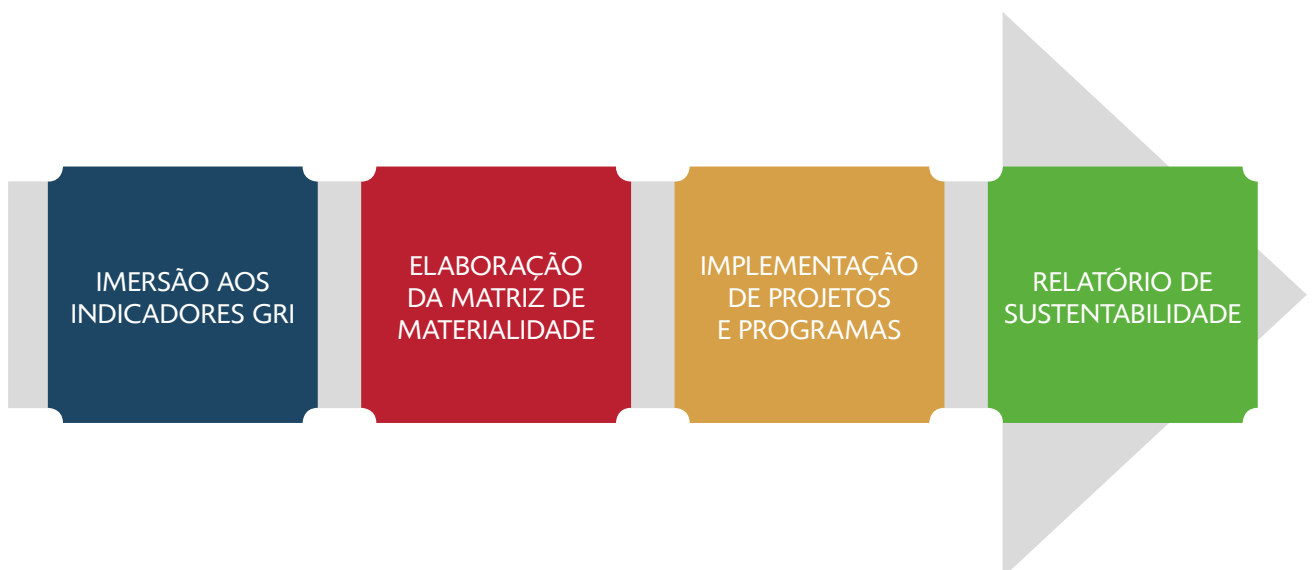 IMERSÃO AOS
INDICADORES GRI
ELABORAÇÃO
DA MATRIZ DE
MATERIALIDADE
IMPLEMENTAÇÃO
DE PROJETOS
E PROGRAMAS
RELATÓRIO DE
SUSTENTABILIDADE